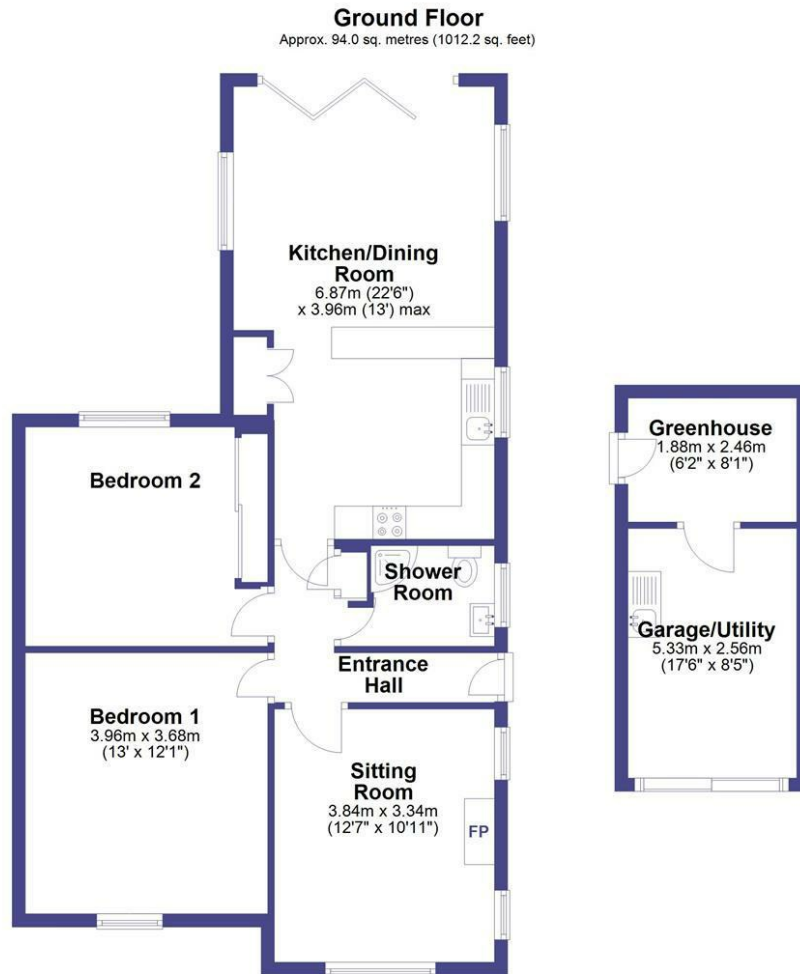 Ground Floor
Approx. 94.0 sq. metres (1012.2 sq. feet)
Kitchen/Dining
Room
6.87m (22'6")
x 3.96m (13') max
Greenhouse
1.88m x 2.46m
(6'2" x 8'1")
Bedroom 2
Shower
Room
Garage/Utility
5.33m x 2.56m
(17'6" x 8'5")
Entrance
Hall
Bedroom 1
3.96m x 3.68m
(13' x 12'1")
Sitting
Room
3.84m x 3.34m
(12'7" x 10'11")
FP